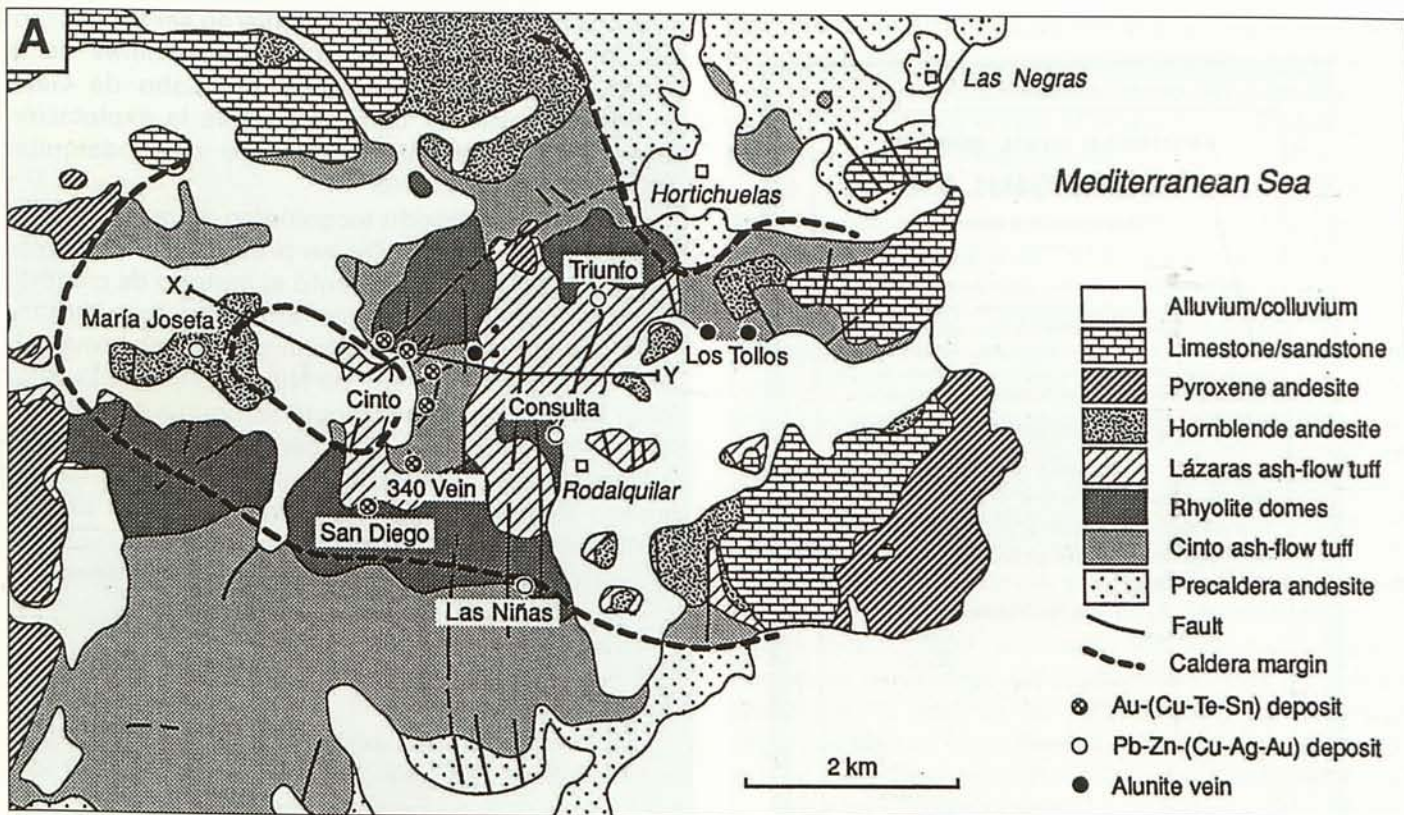 A
Las Negras
Mediterranean Sea
Hortichuelas
Triunfo
X
María Josefa
Los Tollos
Y
Cinto
Consulta
Rodalquilar
340 Vein
San Diego
Las Niñas
Alluvium/colluvium
Limestone/sandstone
Pyroxene andesite
Hornblende andesite
Lázaras ash-flow tuff
Rhyolite domes
Cinto ash-flow tuff
Precaldera andesite
Fault
Caldera margin
Au-(Cu-Te-Sn) deposit
Pb-Zn-(Cu-Ag-Au) deposit
Alunite vein
2 km